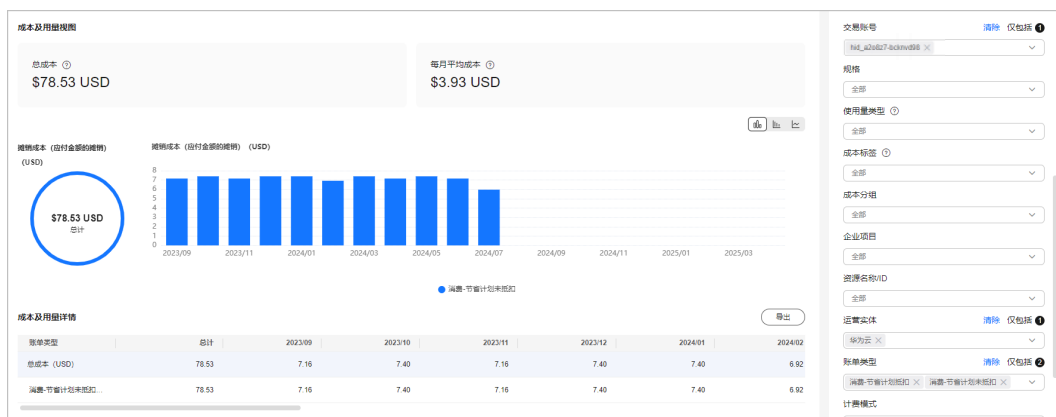 成本及用量视图
总成本
$78.53 USD
每月平均成本
$3.93 USD
摊销成本（应付金额的摊销）
（USD）
摊销成本（应付金额的摊销）（USD）
$78.53 USD
总计
8
7
6
5
4
3
2
1
0
2023/09 2023/11 2024/01 2024/03 2024/05 2024/07 2024/09 2024/11 2025/01 2025/03
消费-节省计划未抵扣
成本及用量详情
导出
账单类型 总计 2023/09 2023/10 2023/11 2023/12 2024/01 2024/02
总成本（USD） 78.53 7.16 7.40 7.16 7.40 7.40 6.92
消费-节省计划未抵扣... 78.53 7.16 7.40 7.16 7.40 7.40 6.92
交易账号 清除 仅包括 1
规格
全部
使用量类型
全部
成本标签
全部
成本分组
全部
企业项目
全部
资源名称/ID
全部
运营实体 清除 仅包括 1
华为云
账单类型 清除 仅包括 2
消费-节省计划抵扣 消费-节省计划未抵扣
计费模式